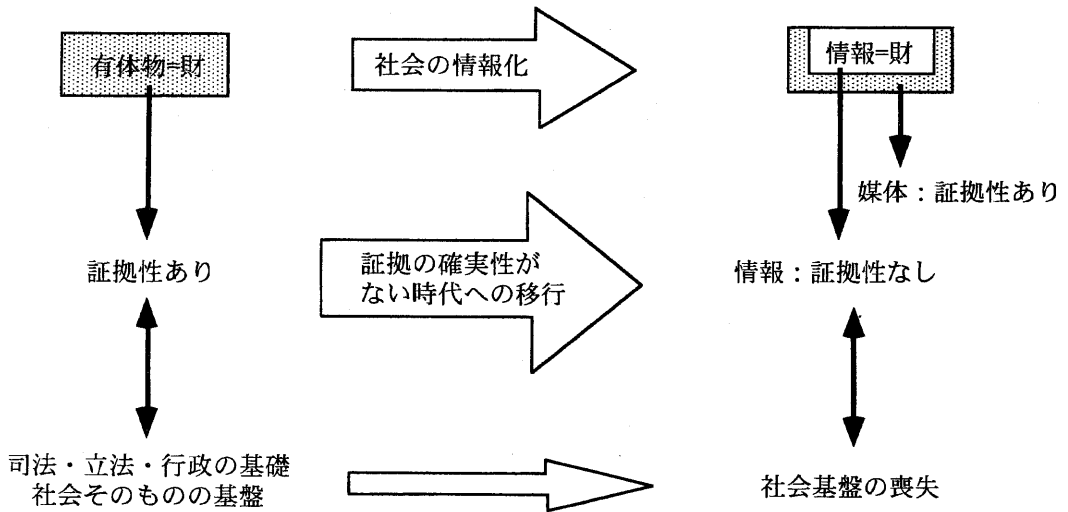 有体物=財
社会の情報化
情報=財
媒体：証拠性あり
証拠性あり
証拠の確実性が
ない時代への移行
情報：証拠性なし
司法・立法・行政の基礎
社会そのものの基盤
社会基盤の喪失